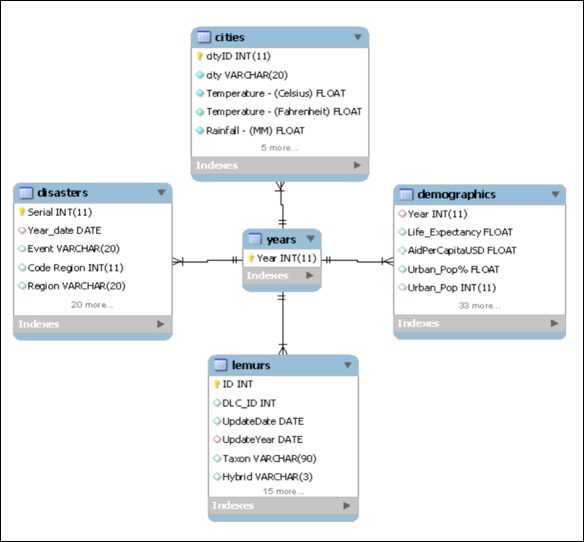 cities
cityID INT(11)
city VARCHAR(20)
Temperature - (Celsius) FLOAT
Temperature - (Fahrenheit) FLOAT
Rainfall - (MM) FLOAT
5 more...
Indexes
disasters
Serial INT(11)
Year_date DATE
Event VARCHAR(20)
Code Region INT(11)
Region VARCHAR(20)
20 more...
Indexes
years
Year INT(11)
Indexes
demographics
Year INT(11)
Life_Expectancy FLOAT
AidPerCapitaUSD FLOAT
Urban_Pop% FLOAT
Urban_Pop INT(11)
33 more...
Indexes
lemurs
ID INT
DLC_ID INT
UpdateDate DATE
UpdateYear DATE
Taxon VARCHAR(90)
Hybrid VARCHAR(3)
15 more...
Indexes